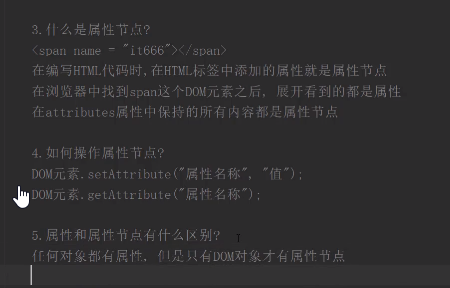 3.什么是属性节点?
<span name = "it666"></span>
在编写HTML代码时,在HTML标签中添加的属性就是属性节点
在浏览器中找到span这个DOM元素之后, 展开看到的都是属性
在attributes属性中保持的所有内容都是属性节点
4.如何操作属性节点?
DOM元素.setAttribute("属性名称", "值");
DOM元素.getAttribute("属性名称");
5.属性和属性节点有什么区别?
任何对象都有属性, 但是只有DOM对象才有属性节点